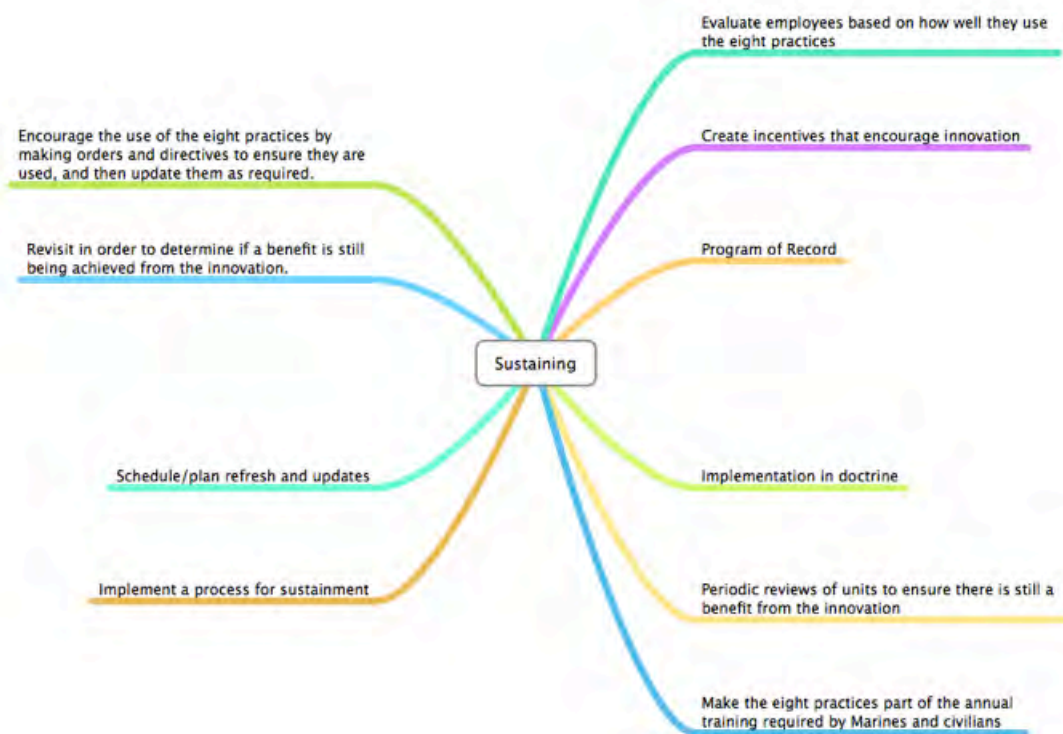 Evaluate employees based on how well they use
the eight practices
Create incentives that encourage innovation
Program of Record
Implementation in doctrine
Periodic reviews of units to ensure there is still a
benefit from the innovation
Make the eight practices part of the annual
training required by Marines and civilians
Sustaining
Encourage the use of the eight practices by
making orders and directives to ensure they are
used, and then update them as required.
Revisit in order to determine if a benefit is still
being achieved from the innovation.
Schedule/plan refresh and updates
Implement a process for sustainment